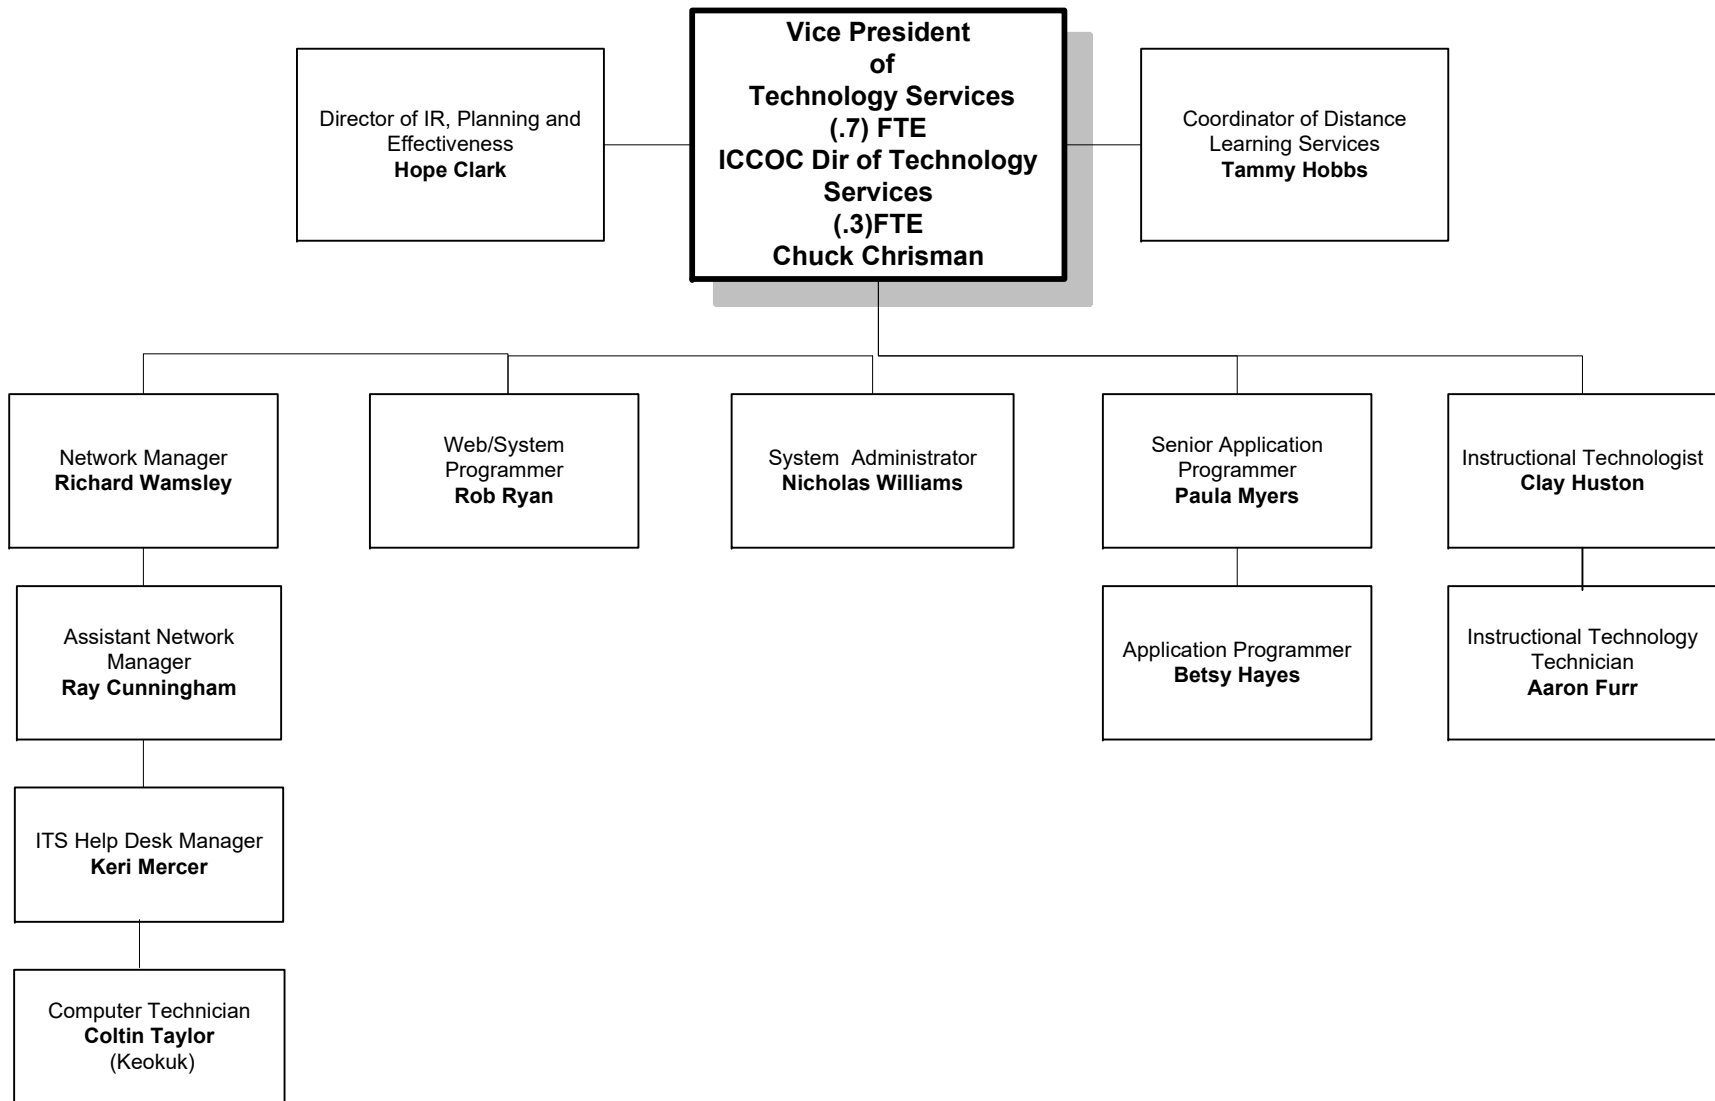 Vice President
of
Technology Services
(.7) FTE
ICCOC Dir of Technology
Services
(.3)FTE
Chuck Chrisman
Director of IR, Planning and
Effectiveness
Hope Clark
Coordinator of Distance
Learning Services
Tammy Hobbs
Network Manager
Richard Wamsley
Web/System
Programmer
Rob Ryan
System Administrator
Nicholas Williams
Senior Application
Programmer
Paula Myers
Instructional Technologist
Clay Huston
Assistant Network
Manager
Ray Cunningham
Application Programmer
Betsy Hayes
Instructional Technology
Technician
Aaron Furr
ITS Help Desk Manager
Keri Mercer
Computer Technician
Coltin Taylor
(Keokuk)